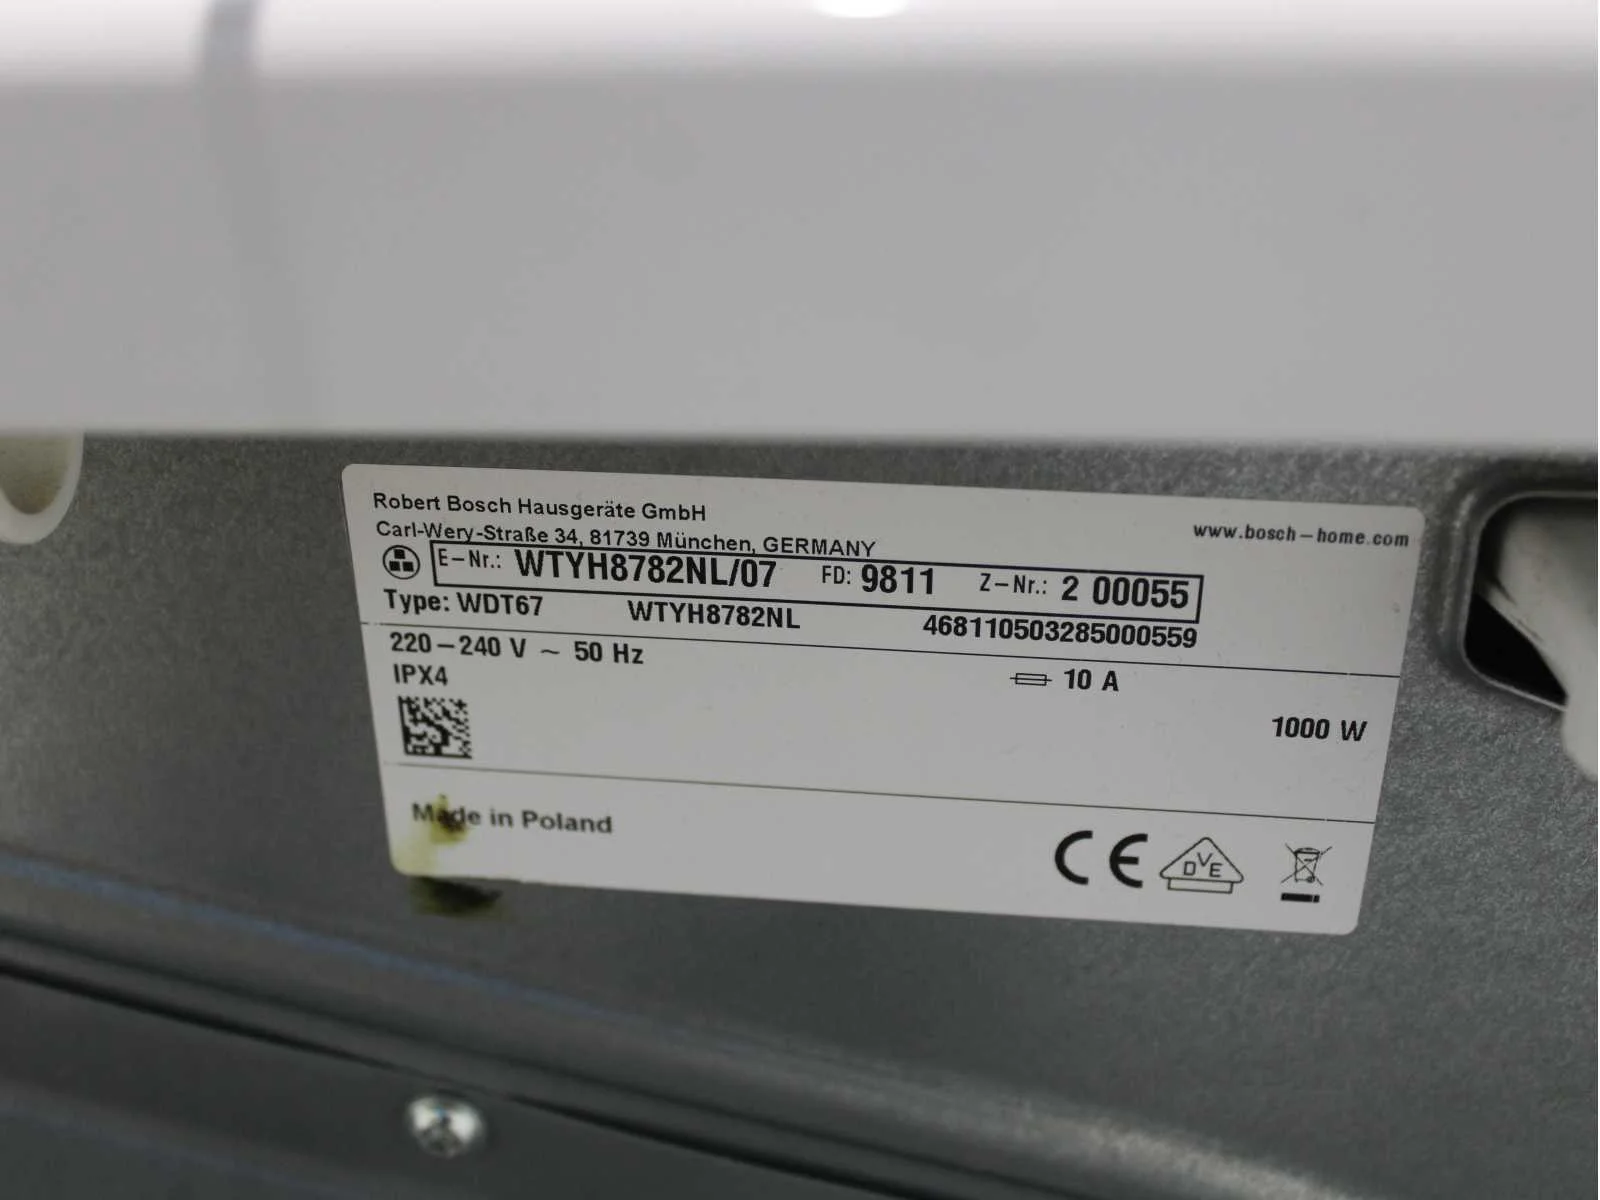 Robert Bosch Hausgeräte GmbH
Carl-Wery-Straße 34, 81739 München, GERMANY
www.bosch-home.com
E-Nr.: WTYH8782NL/07 FD: 9811 Z-Nr.: 2 00055
Type: WDT67 WTYH8782NL 468110503285000559
220-240 V ~ 50 Hz
10 A
IPX4
1000 W
Made in Poland
CE
DVE